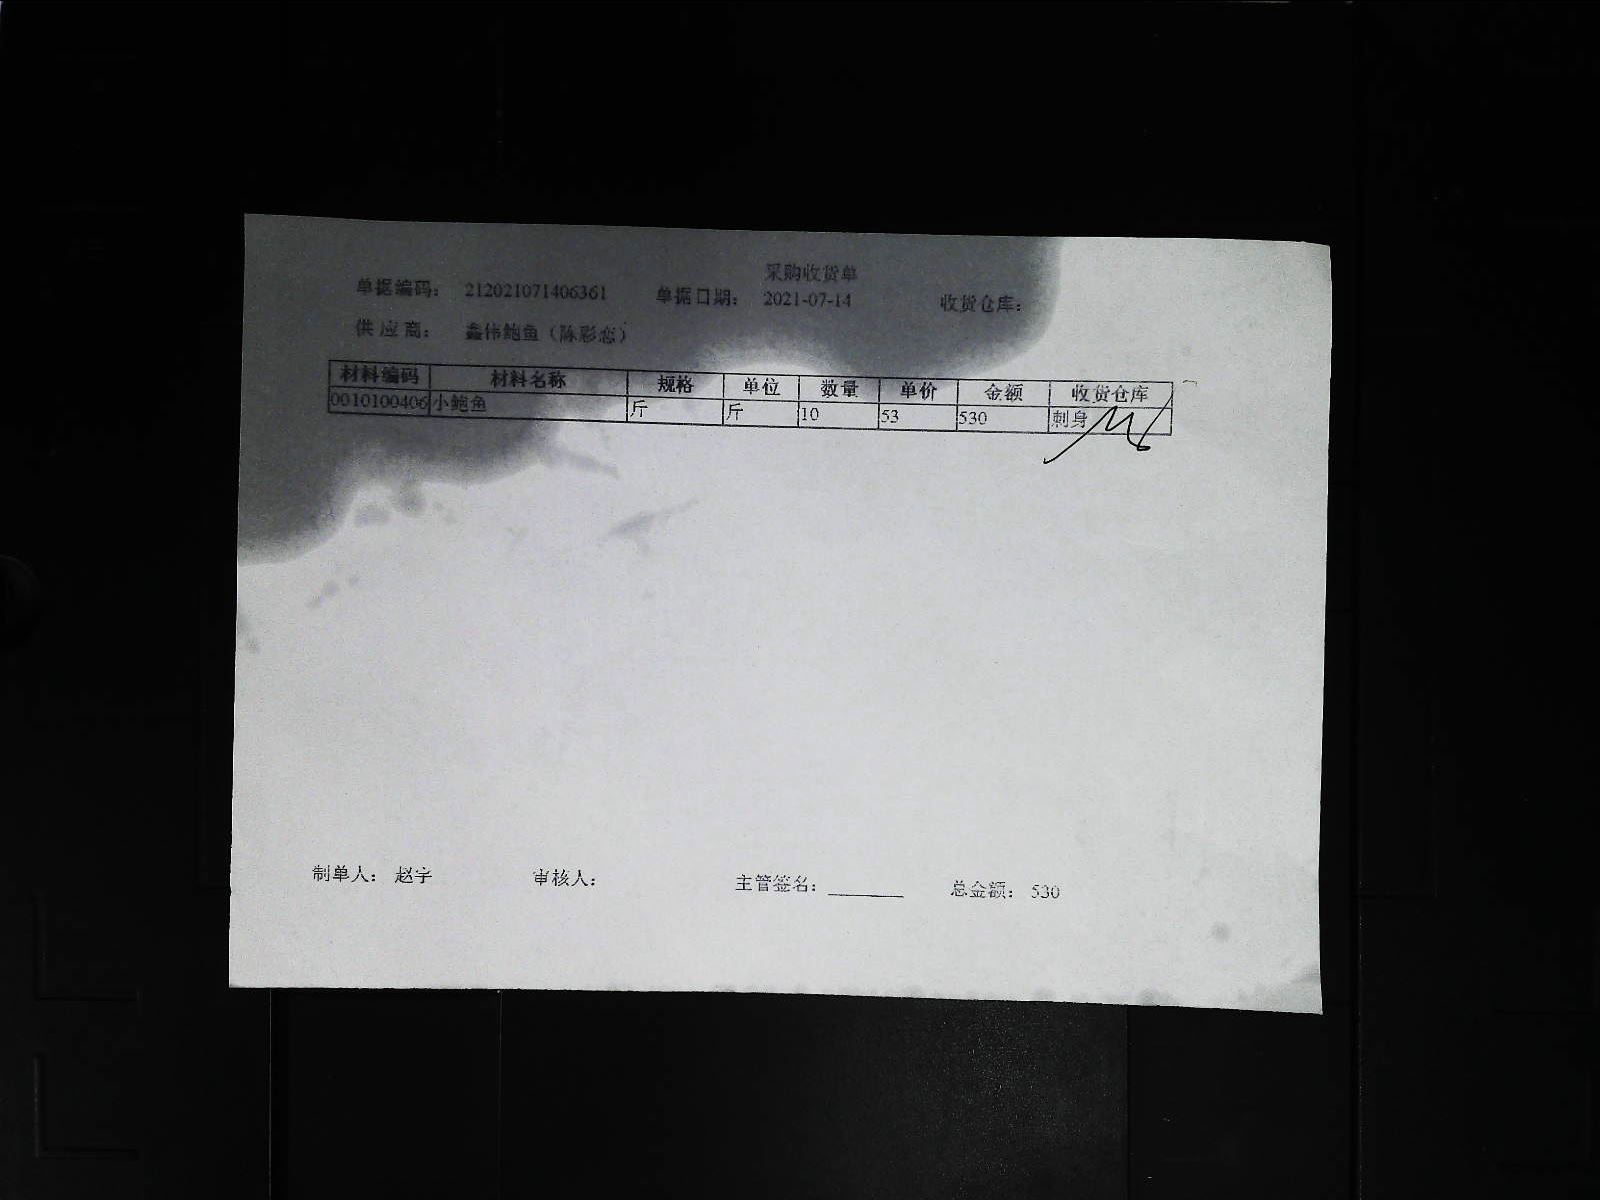 采购收货单
单据编码： 212021071406361 单据日期： 2021-07-14 收货仓库：
供应商： 鑫伟鲍鱼（陈彩恋）
材料编码 材料名称 规格 单位 数量 单价 金额 收货仓库
0010100406 小鲍鱼 斤 斤 10 53 530 刺身
制单人： 赵宇 审核人： 主管签名： 总金额： 530